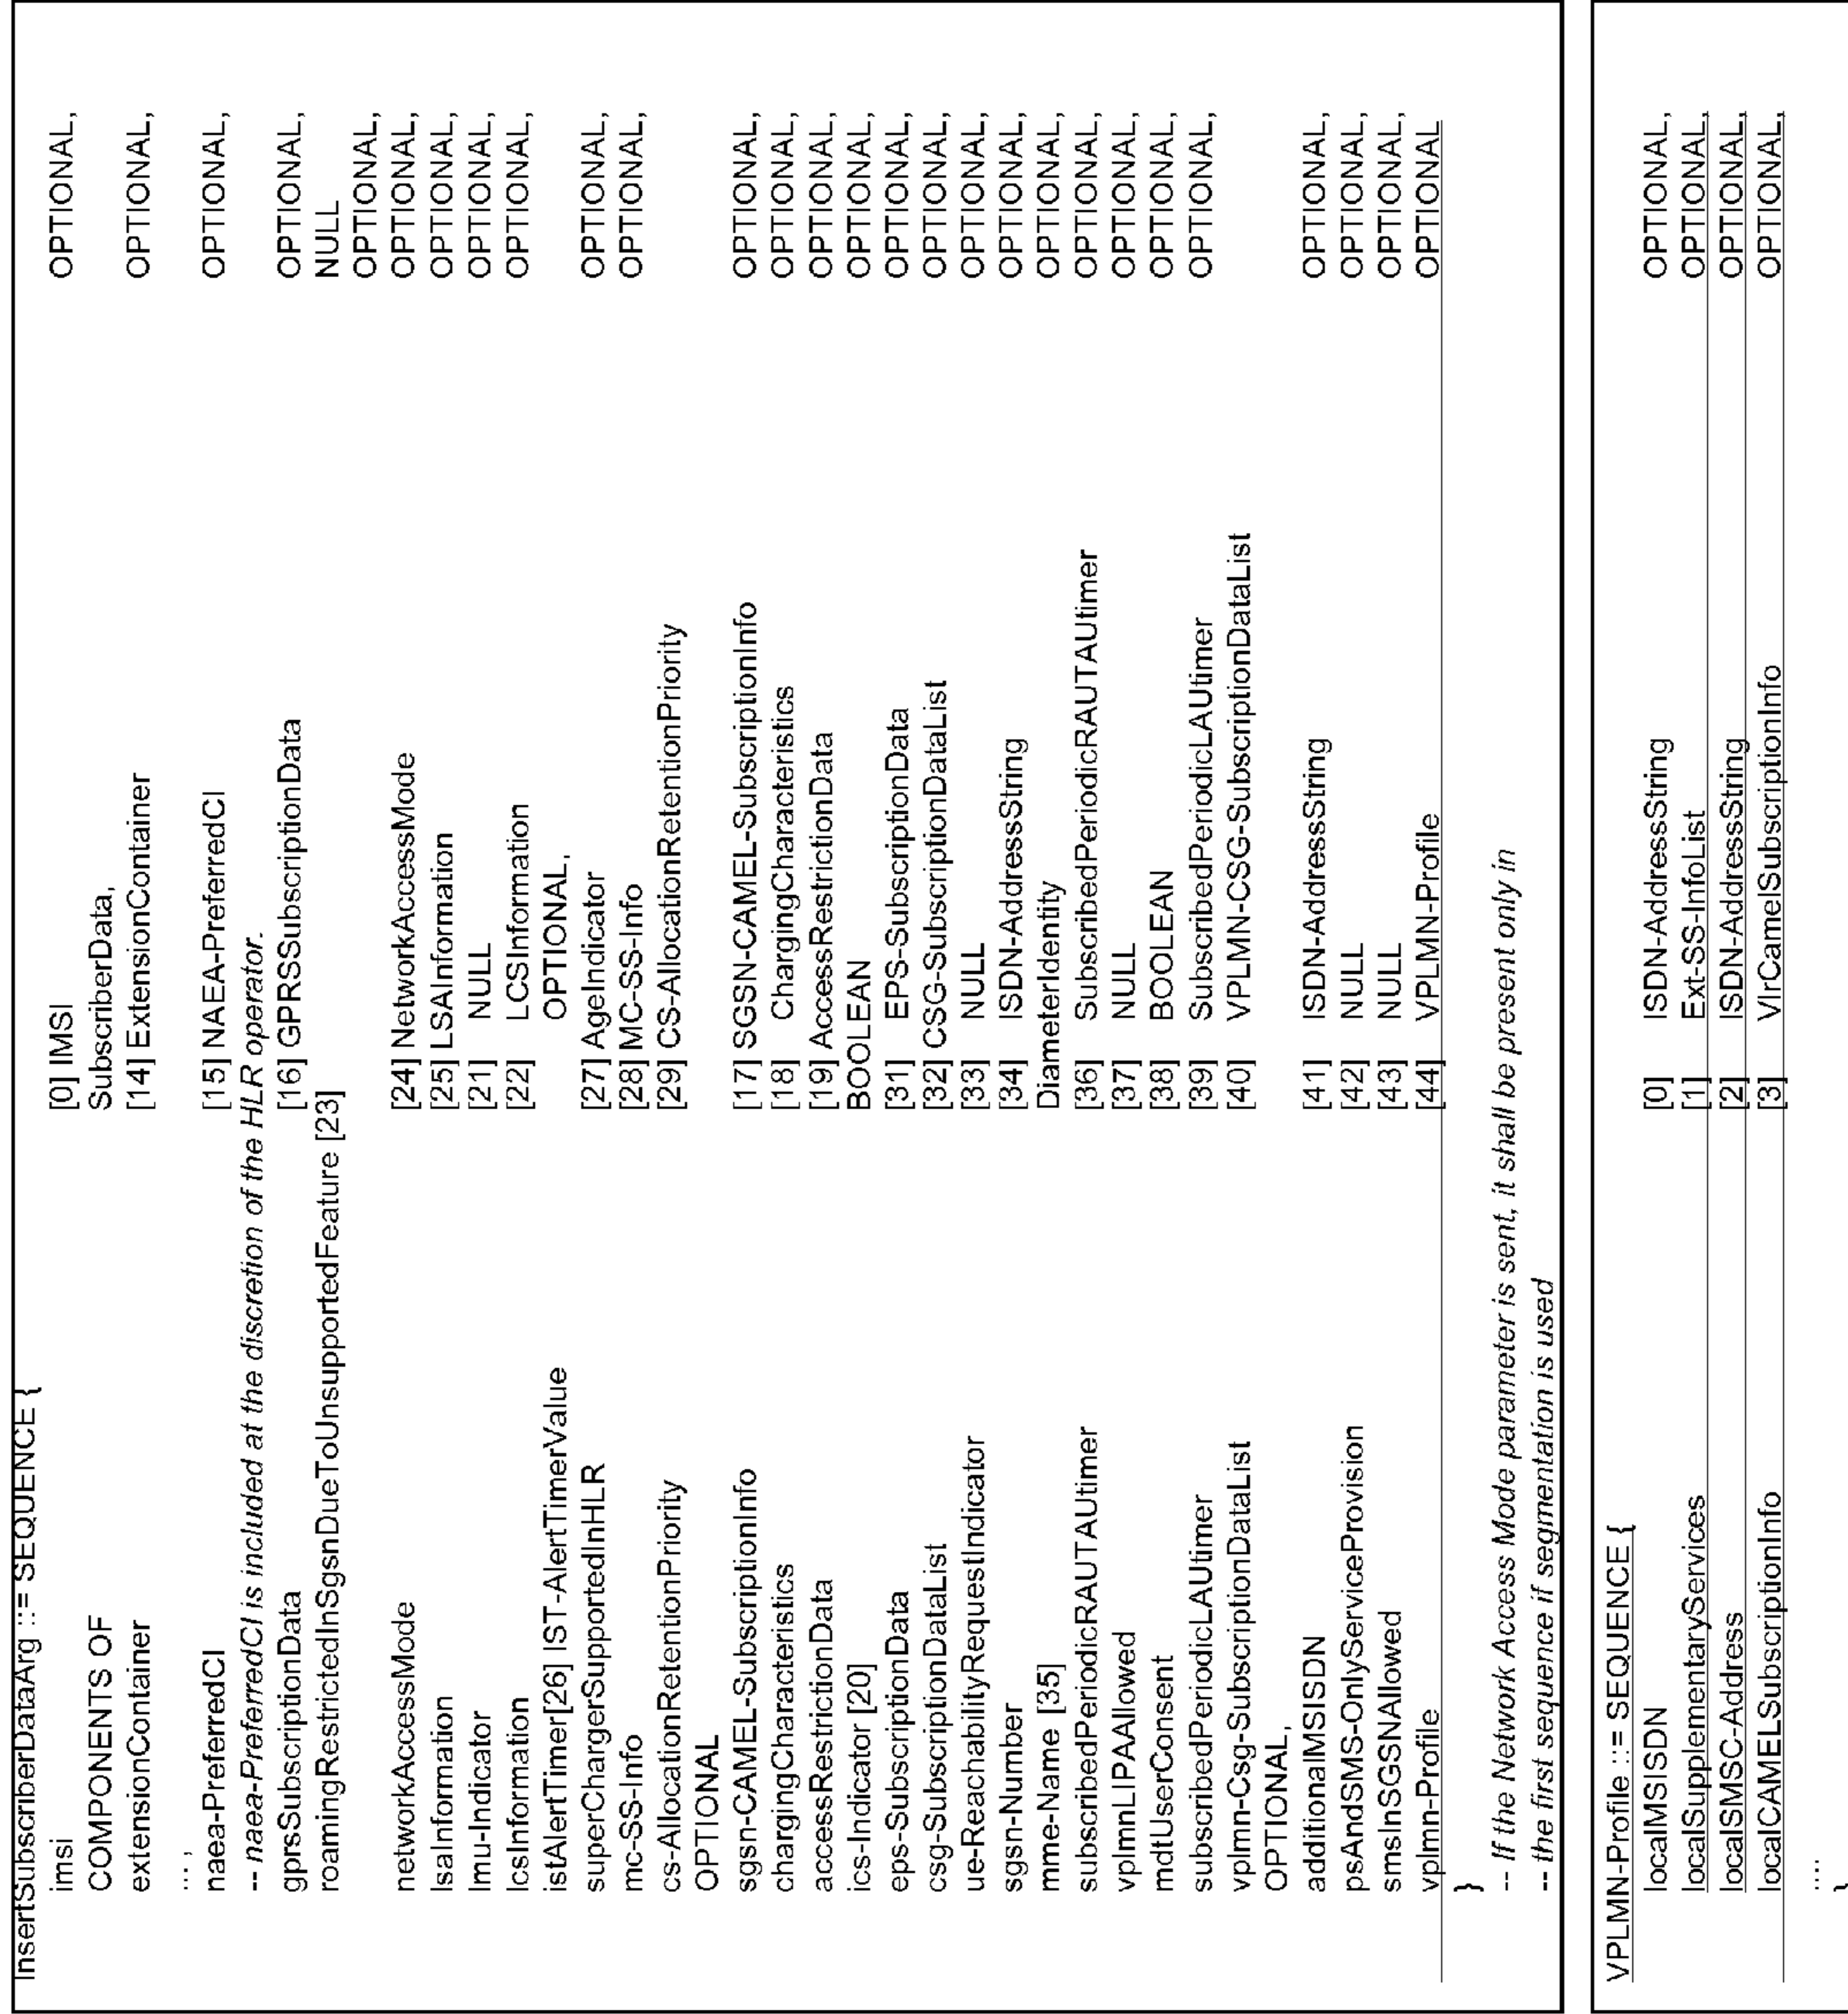 InsertSubscriberDataArg ::= SEQUENCE {
imsi [0] IMSI OPTIONAL,
COMPONENTS OF SubscriberData,
extensionContainer [14] ExtensionContainer OPTIONAL,
... ,
naea-PreferredCI [15] NAEA-PreferredCI OPTIONAL,
-- naea-PreferredCI is included at the discretion of the HLR operator.
gprsSubscriptionData [16] GPRSSubscriptionData OPTIONAL,
roamingRestrictedInSgsnDueToUnsupportedFeature [23] NULL
OPTIONAL,
networkAccessMode [24] NetworkAccessMode OPTIONAL,
lsaInformation [25] LSAInformation OPTIONAL,
lmu-Indicator [21] NULL OPTIONAL,
lcsInformation [22] LCSInformation OPTIONAL,
istAlertTimer[26] IST-AlertTimerValue OPTIONAL,
superChargerSupportedInHLR [27] AgeIndicator OPTIONAL,
mc-SS-Info [28] MC-SS-Info OPTIONAL,
cs-AllocationRetentionPriority [29] CS-AllocationRetentionPriority
OPTIONAL
sgsn-CAMEL-SubscriptionInfo [17] SGSN-CAMEL-SubscriptionInfo OPTIONAL,
chargingCharacteristics [18] ChargingCharacteristics OPTIONAL,
accessRestrictionData [19] AccessRestrictionData OPTIONAL,
ics-Indicator [20] BOOLEAN OPTIONAL,
eps-SubscriptionData [31] EPS-SubscriptionData OPTIONAL,
csg-SubscriptionDataList [32] CSG-SubscriptionDataList OPTIONAL,
ue-ReachabilityRequestIndicator [33] NULL OPTIONAL,
sgsn-Number [34] ISDN-AddressString OPTIONAL,
mme-Name [35] DiameterIdentity OPTIONAL,
subscribedPeriodicRAUTAUtimer [36] SubscribedPeriodicRAUTAUtimer OPTIONAL,
vplmnLIPAAllowed [37] NULL OPTIONAL,
mdtUserConsent [38] BOOLEAN OPTIONAL,
subscribedPeriodicLAUtimer [39] SubscribedPeriodicLAUtimer OPTIONAL,
vplmn-Csg-SubscriptionDataList [40] VPLMN-CSG-SubscriptionDataList
OPTIONAL,
additionalMSISDN [41] ISDN-AddressString OPTIONAL,
psAndSMS-OnlyServiceProvision [42] NULL OPTIONAL,
smsInSGSNAllowed [43] NULL OPTIONAL,
vplmn-Profile [44] VPLMN-Profile OPTIONAL
}
-- If the Network Access Mode parameter is sent, it shall be present only in
-- the first sequence if segmentation is used
VPLMN-Profile ::= SEQUENCE {
localMSISDN [0] ISDN-AddressString OPTIONAL,
localSupplementaryServices [1] Ext-SS-InfoList OPTIONAL,
localSMSC-Address [2] ISDN-AddressString OPTIONAL,
localCAMELSubscriptionInfo [3] VlrCamelSubscriptionInfo OPTIONAL,
....
}